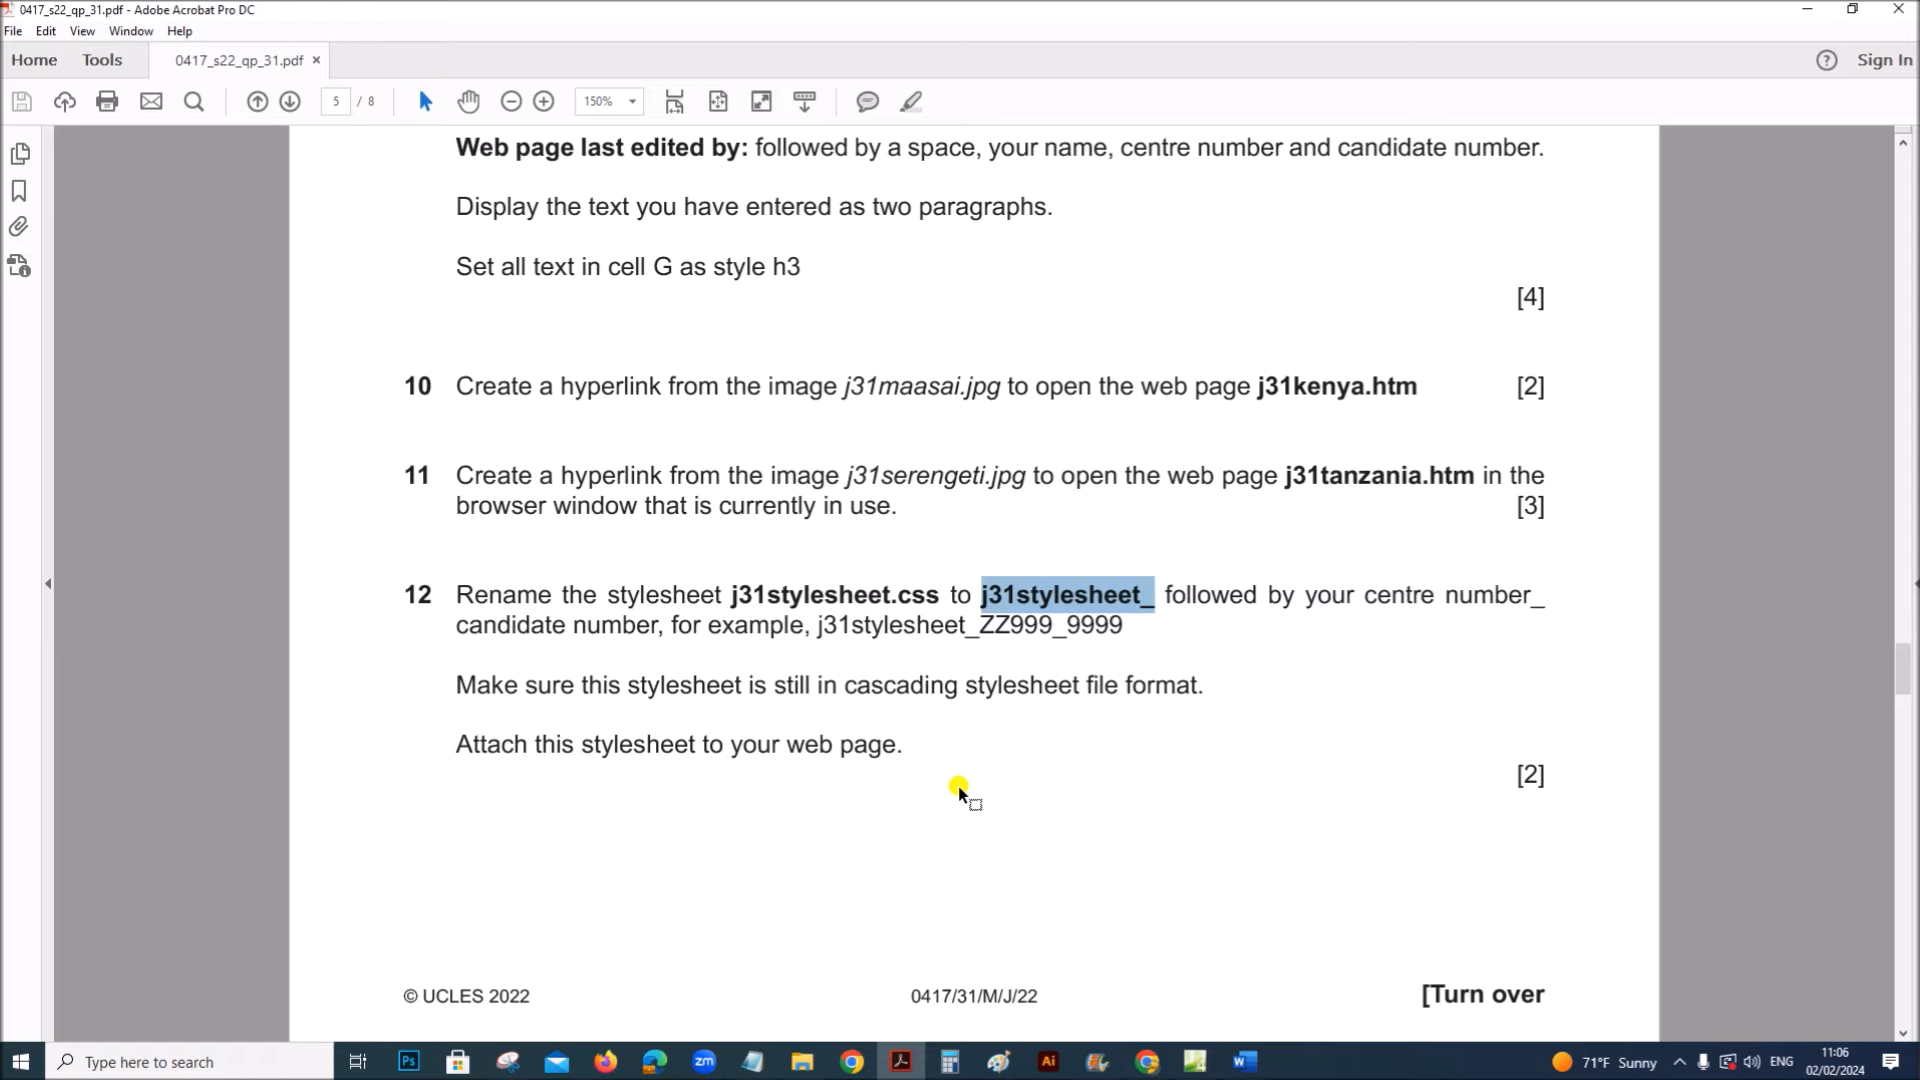 0417_s22_qp_31.pdf - Adobe Acrobat Pro DC
File Edit View Window Help
Home Tools 0417_s22_qp_31.pdf × ? Sign In
5 / 8 150%
Web page last edited by: followed by a space, your name, centre number and candidate number.
Display the text you have entered as two paragraphs.
Set all text in cell G as style h3
[4]
10 Create a hyperlink from the image j31maasai.jpg to open the web page j31kenya.htm [2]
11 Create a hyperlink from the image j31serengeti.jpg to open the web page j31tanzania.htm in the
browser window that is currently in use. [3]
12 Rename the stylesheet j31stylesheet.css to j31stylesheet_ followed by your centre number_
candidate number, for example, j31stylesheet_ZZ999_9999
Make sure this stylesheet is still in cascading stylesheet file format.
Attach this stylesheet to your web page.
[2]
© UCLES 2022 0417/31/M/J/22 [Turn over
Type here to search Ps zm Ai 4 W 71°F Sunny ENG 11:06
02/02/2024